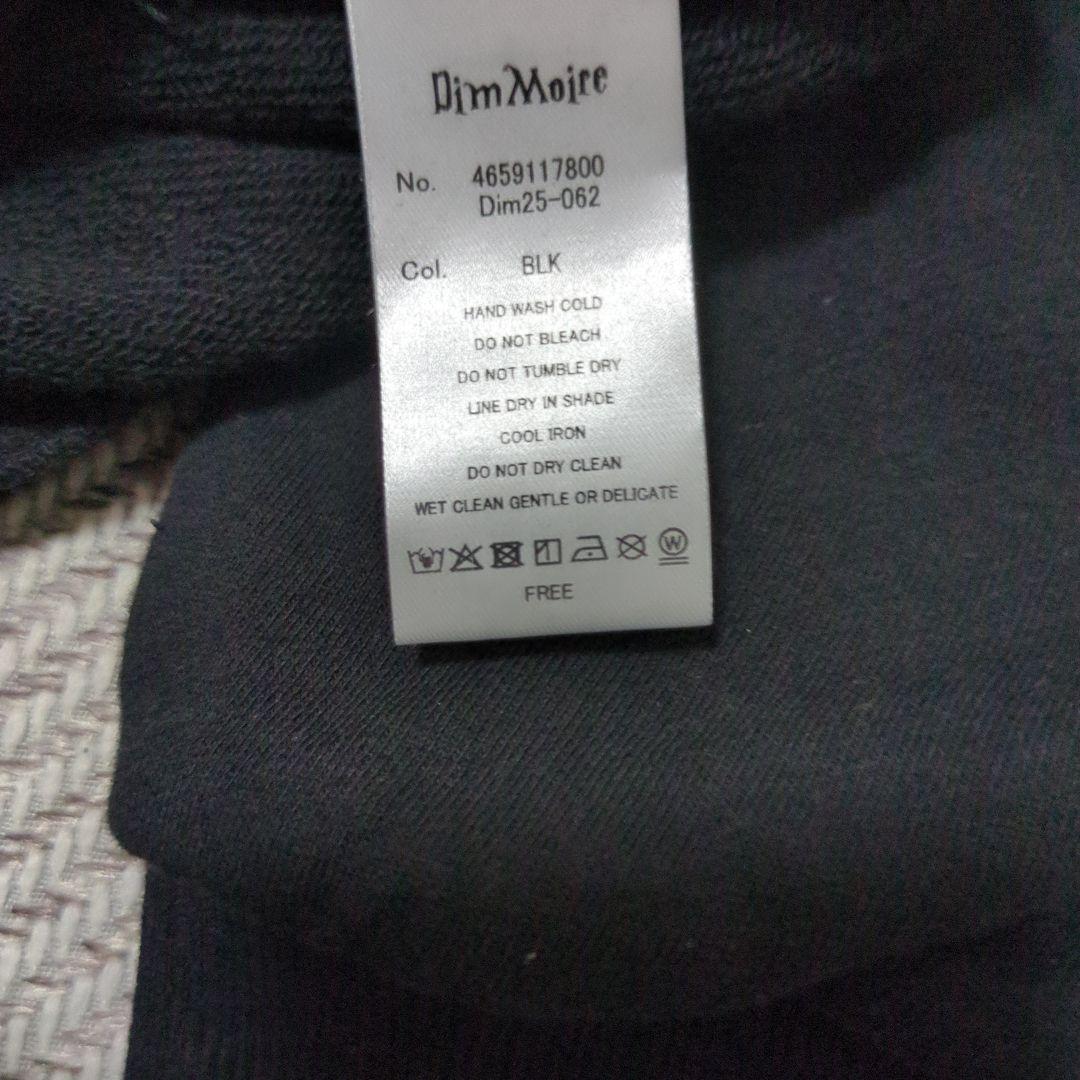 Dim Moire
No. 4659117800
Dim25-062
Col. BLK
HAND WASH COLD
DO NOT BLEACH
DO NOT TUMBLE DRY
LINE DRY IN SHADE
COOL IRON
DO NOT DRY CLEAN
WET CLEAN GENTLE OR DELICATE
W
FREE